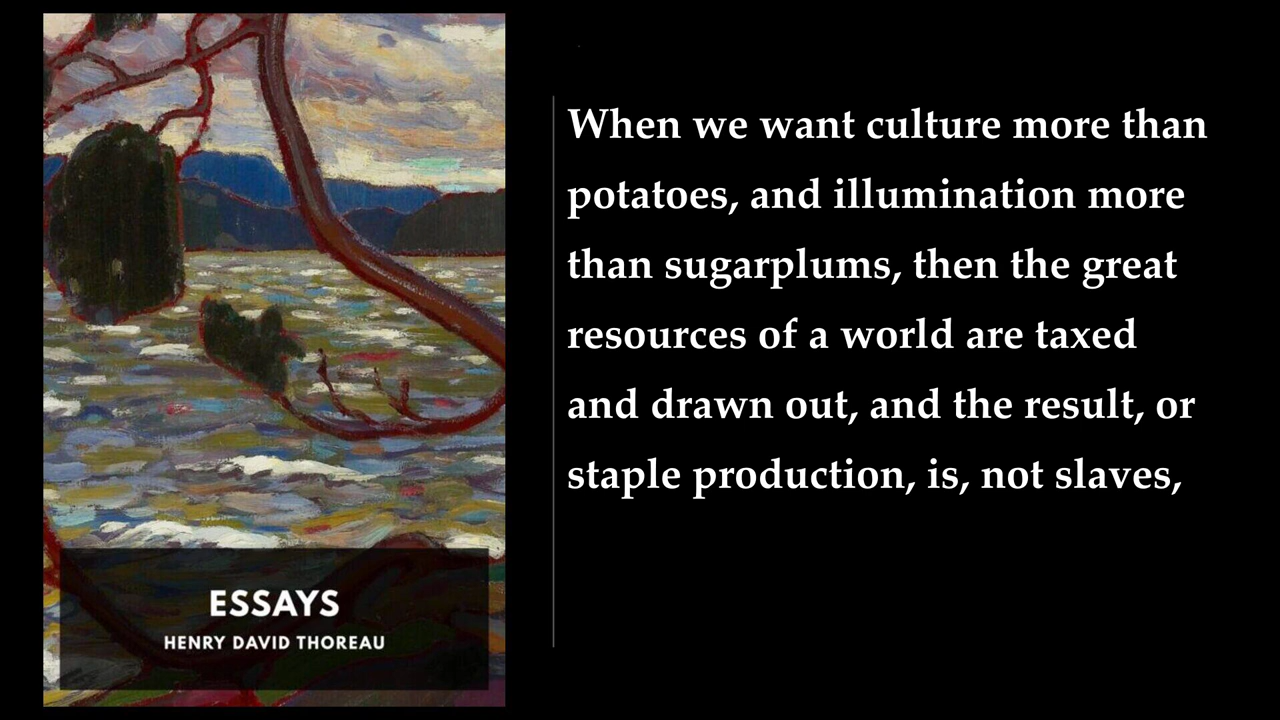 ESSAYS
HENRY DAVID THOREAU
When we want culture more than
potatoes, and illumination more
than sugarplums, then the great
resources of a world are taxed
and drawn out, and the result, or
staple production, is, not slaves,